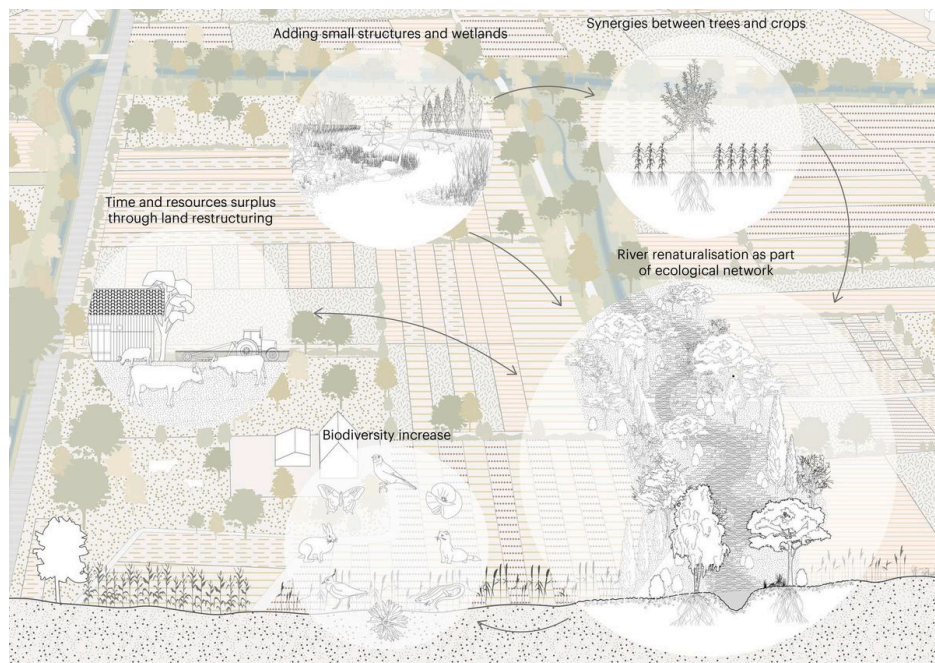 Adding small structures and wetlands
Synergies between trees and crops
Time and resources surplus
through land restructuring
River renaturalisation as part
of ecological network
Biodiversity increase